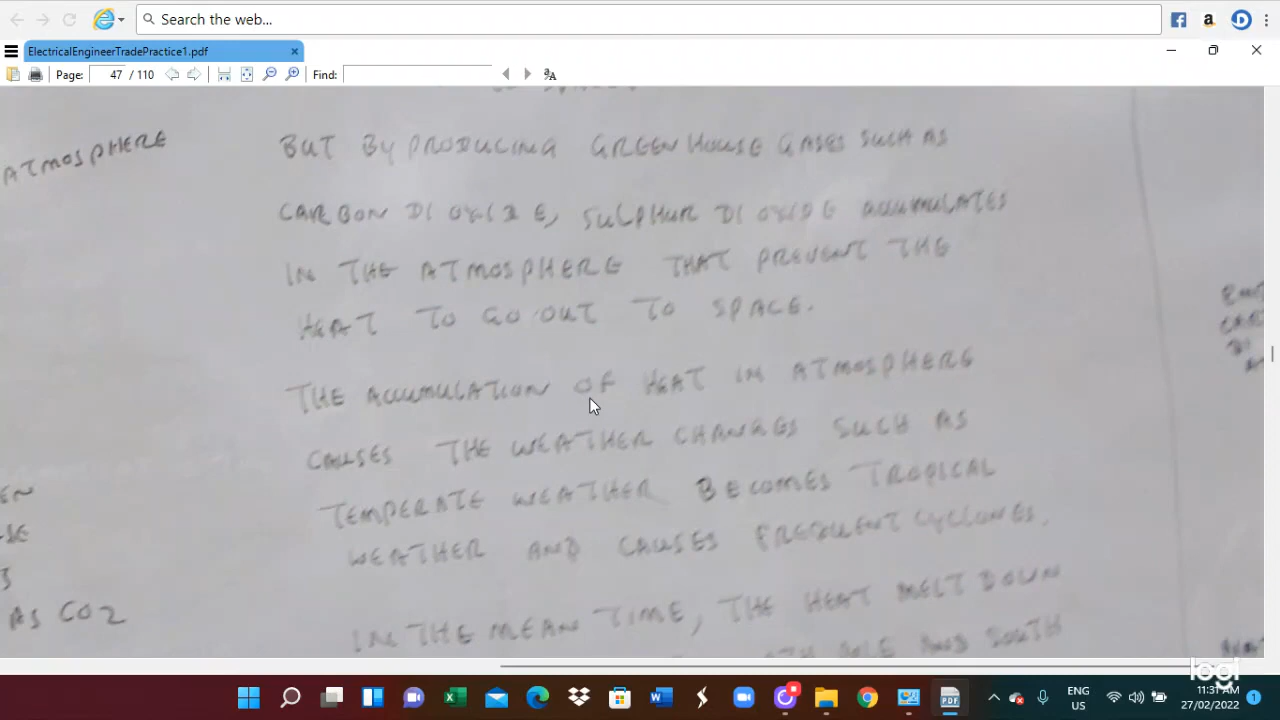 Search the web...
ElectricalEngineerTradePractice1.pdf
Page: 47 / 110
Find:
ATMOSPHERE
BUT BY PRODUCING GREEN HOUSE GASES SUCH AS
CARBON DI OXIDE, SULPHUR DI OXIDE ACCUMULATES
IN THE ATMOSPHERE THAT PREVENT THE
HEAT TO GO OUT TO SPACE.
THE ACCUMULATION OF HEAT IN ATMOSPHERE
CAUSES THE WEATHER CHANGES SUCH AS
TEMPERATE WEATHER BECOMES TROPICAL
WEATHER AND CAUSES FREQUENT CYCLONES.
IN THE MEAN TIME, THE HEAT MELT DOWN
AND SOUTH
AS CO2
logi
ENG
US
11:31 AM
27/02/2022